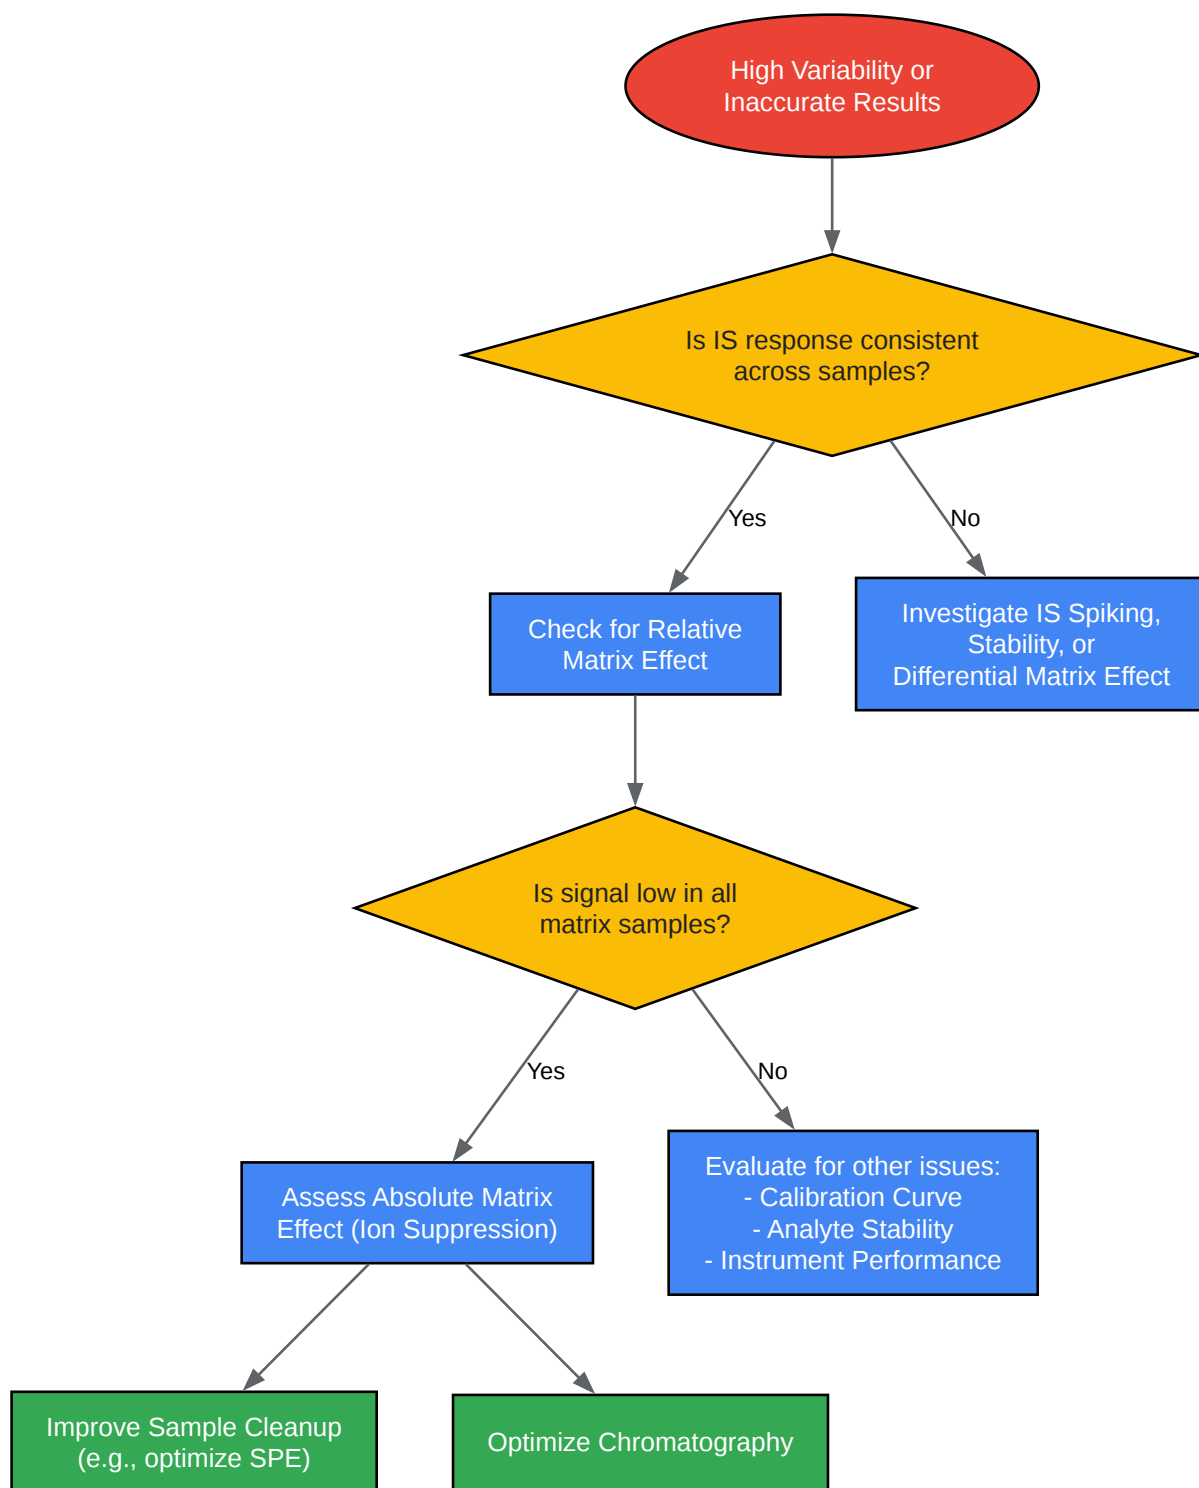 High Variability or
Inaccurate Results
Is IS response consistent
across samples?
Yes
No
Check for Relative
Matrix Effect
Investigate IS Spiking,
Stability, or
Differential Matrix Effect
Is signal low in all
matrix samples?
Yes
No
Assess Absolute Matrix
Effect (Ion Suppression)
Evaluate for other issues:
- Calibration Curve
- Analyte Stability
- Instrument Performance
Improve Sample Cleanup
(e.g., optimize SPE)
Optimize Chromatography